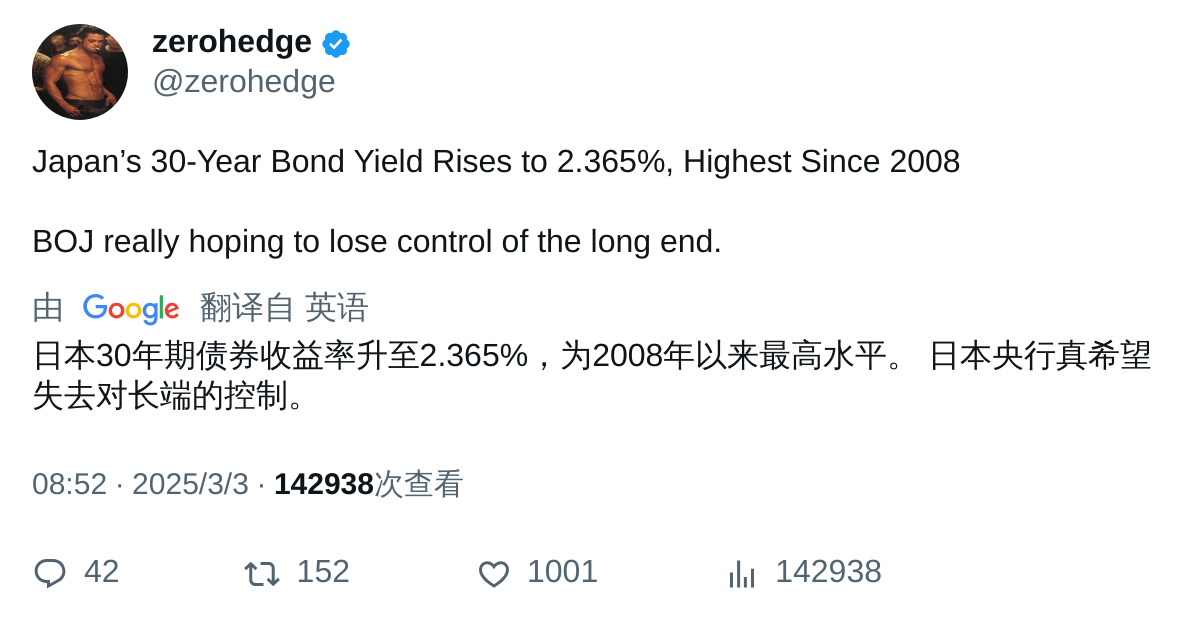 zerohedge
@zerohedge
Japan’s 30-Year Bond Yield Rises to 2.365%, Highest Since 2008
BOJ really hoping to lose control of the long end.
由 Google 翻译自 英语
日本30年期债券收益率升至2.365%，为2008年以来最高水平。 日本央行真希望
失去对长端的控制。
08:52 · 2025/3/3 · 142938次查看
42 152 1001 142938